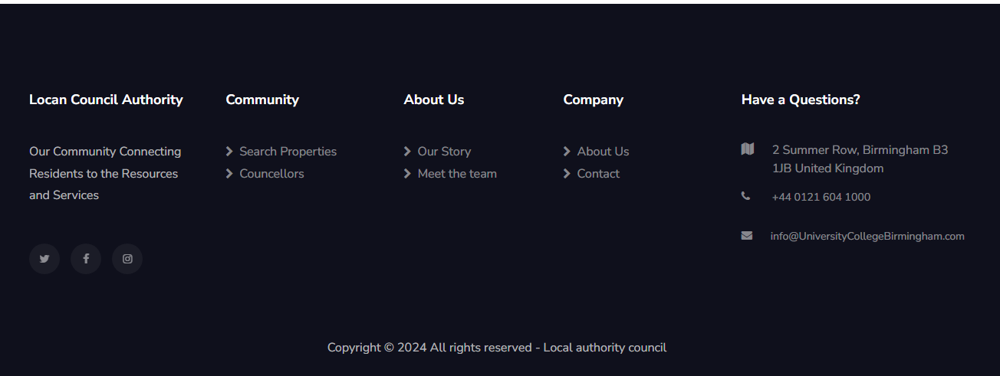 Locan Council Authority
Our Community Connecting
Residents to the Resources
and Services
Community
Search Properties
Councellors
About Us
Our Story
Meet the team
Company
About Us
Contact
Have a Questions?
2 Summer Row, Birmingham B3
1JB United Kingdom
+44 0121 604 1000
info@UniversityCollegeBirmingham.com
Copyright © 2024 All rights reserved - Local authority council